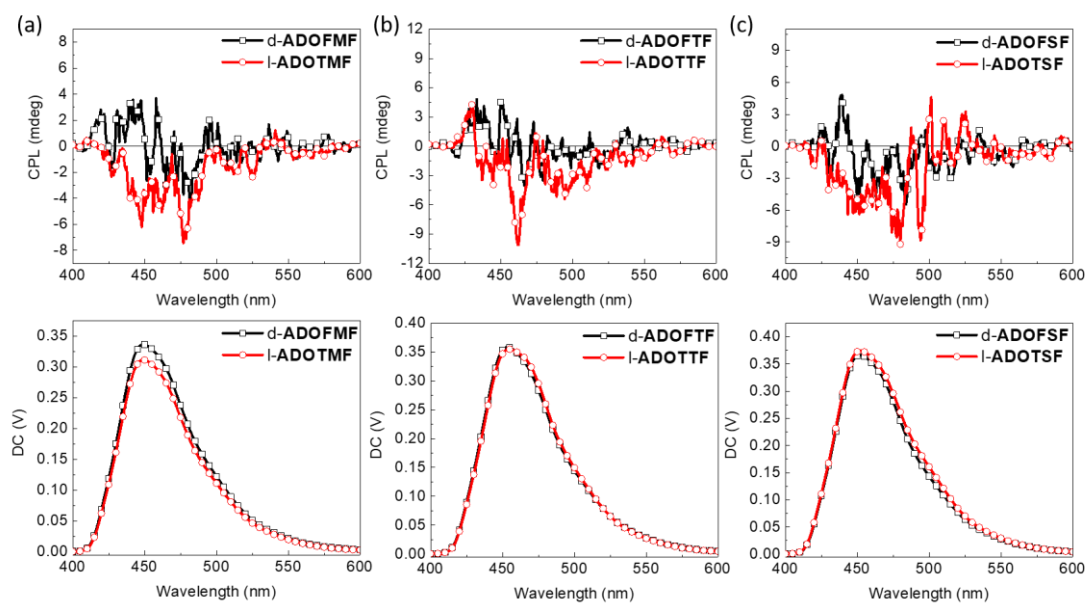 (a)
d-ADOFMF
l-ADOTMF
CPL (mdeg)
8
6
4
2
0
-2
-4
-6
-8
400 450 500 550 600
Wavelength (nm)
(b)
d-ADOFTF
l-ADOTTF
CPL (mdeg)
12
9
6
3
0
-3
-6
-9
-12
400 450 500 550 600
Wavelength (nm)
(c)
d-ADOFSF
l-ADOTSF
CPL (mdeg)
9
6
3
0
-3
-6
-9
400 450 500 550 600
Wavelength (nm)
d-ADOFMF
l-ADOTMF
DC (V)
0.35
0.30
0.25
0.20
0.15
0.10
0.05
0.00
400 450 500 550 600
Wavelength (nm)
d-ADOFTF
l-ADOTTF
DC (V)
0.40
0.35
0.30
0.25
0.20
0.15
0.10
0.05
0.00
400 450 500 550 600
Wavelength (nm)
d-ADOFSF
l-ADOTSF
DC (V)
0.40
0.35
0.30
0.25
0.20
0.15
0.10
0.05
0.00
400 450 500 550 600
Wavelength (nm)